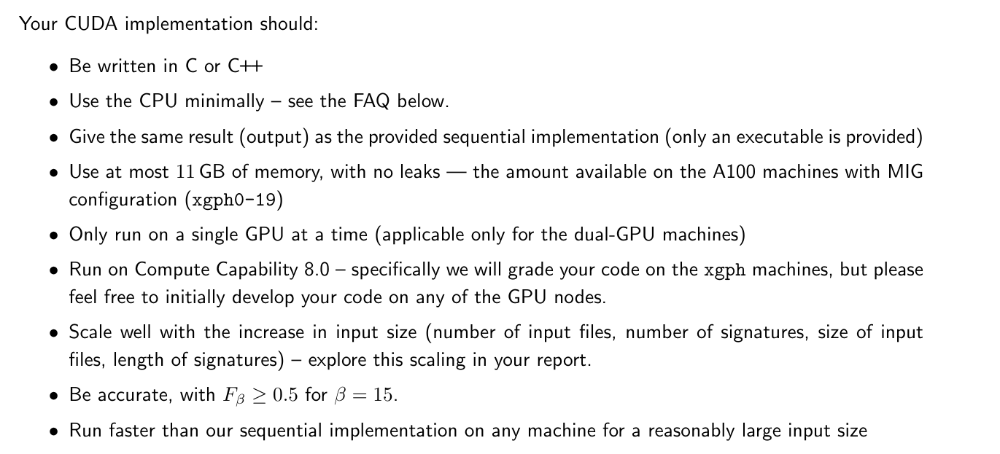 Your CUDA implementation should:
• Be written in C or C++
• Use the CPU minimally – see the FAQ below.
• Give the same result (output) as the provided sequential implementation (only an executable is provided)
• Use at most 11 GB of memory, with no leaks — the amount available on the A100 machines with MIG
configuration (xgph0-19)
• Only run on a single GPU at a time (applicable only for the dual-GPU machines)
• Run on Compute Capability 8.0 – specifically we will grade your code on the xgph machines, but please
feel free to initially develop your code on any of the GPU nodes.
• Scale well with the increase in input size (number of input files, number of signatures, size of input
files, length of signatures) – explore this scaling in your report.
• Be accurate, with Fβ ≥ 0.5 for β = 15.
• Run faster than our sequential implementation on any machine for a reasonably large input size